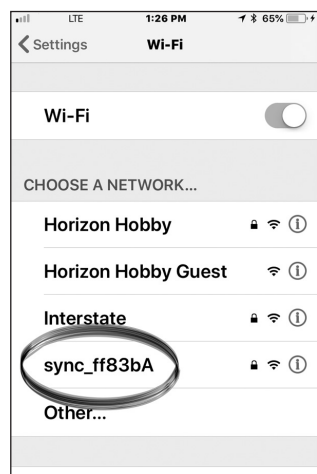 LTE 1:26 PM 65%
Settings Wi-Fi
Wi-Fi
CHOOSE A NETWORK...
Horizon Hobby
Horizon Hobby Guest
Interstate
sync_ff83bA
Other...